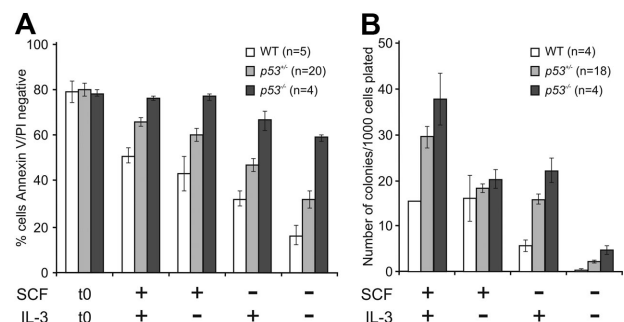 A
% cells Annexin V/PI negative
100
80
60
40
20
0
WT (n=5)
p53+/- (n=20)
p53-/- (n=4)
SCF t0 + + - -
IL-3 t0 + - + -
B
Number of colonies/1000 cells plated
50
40
30
20
10
0
WT (n=4)
p53+/- (n=18)
p53-/- (n=4)
SCF + + - -
IL-3 + - + -